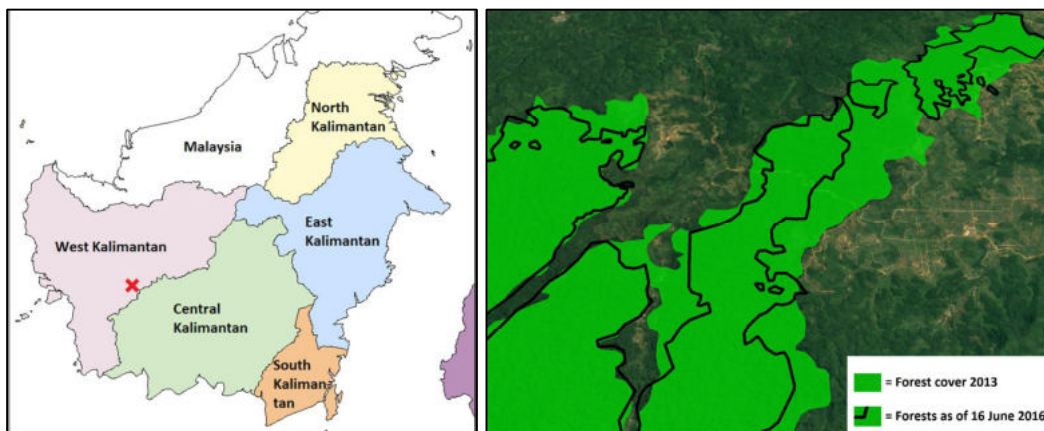 North
Kalimantan
Malaysia
East
Kalimantan
West Kalimantan
Central
Kalimantan
South
Kaliman-
tan
= Forest cover 2013
= Forests as of 16 June 2016